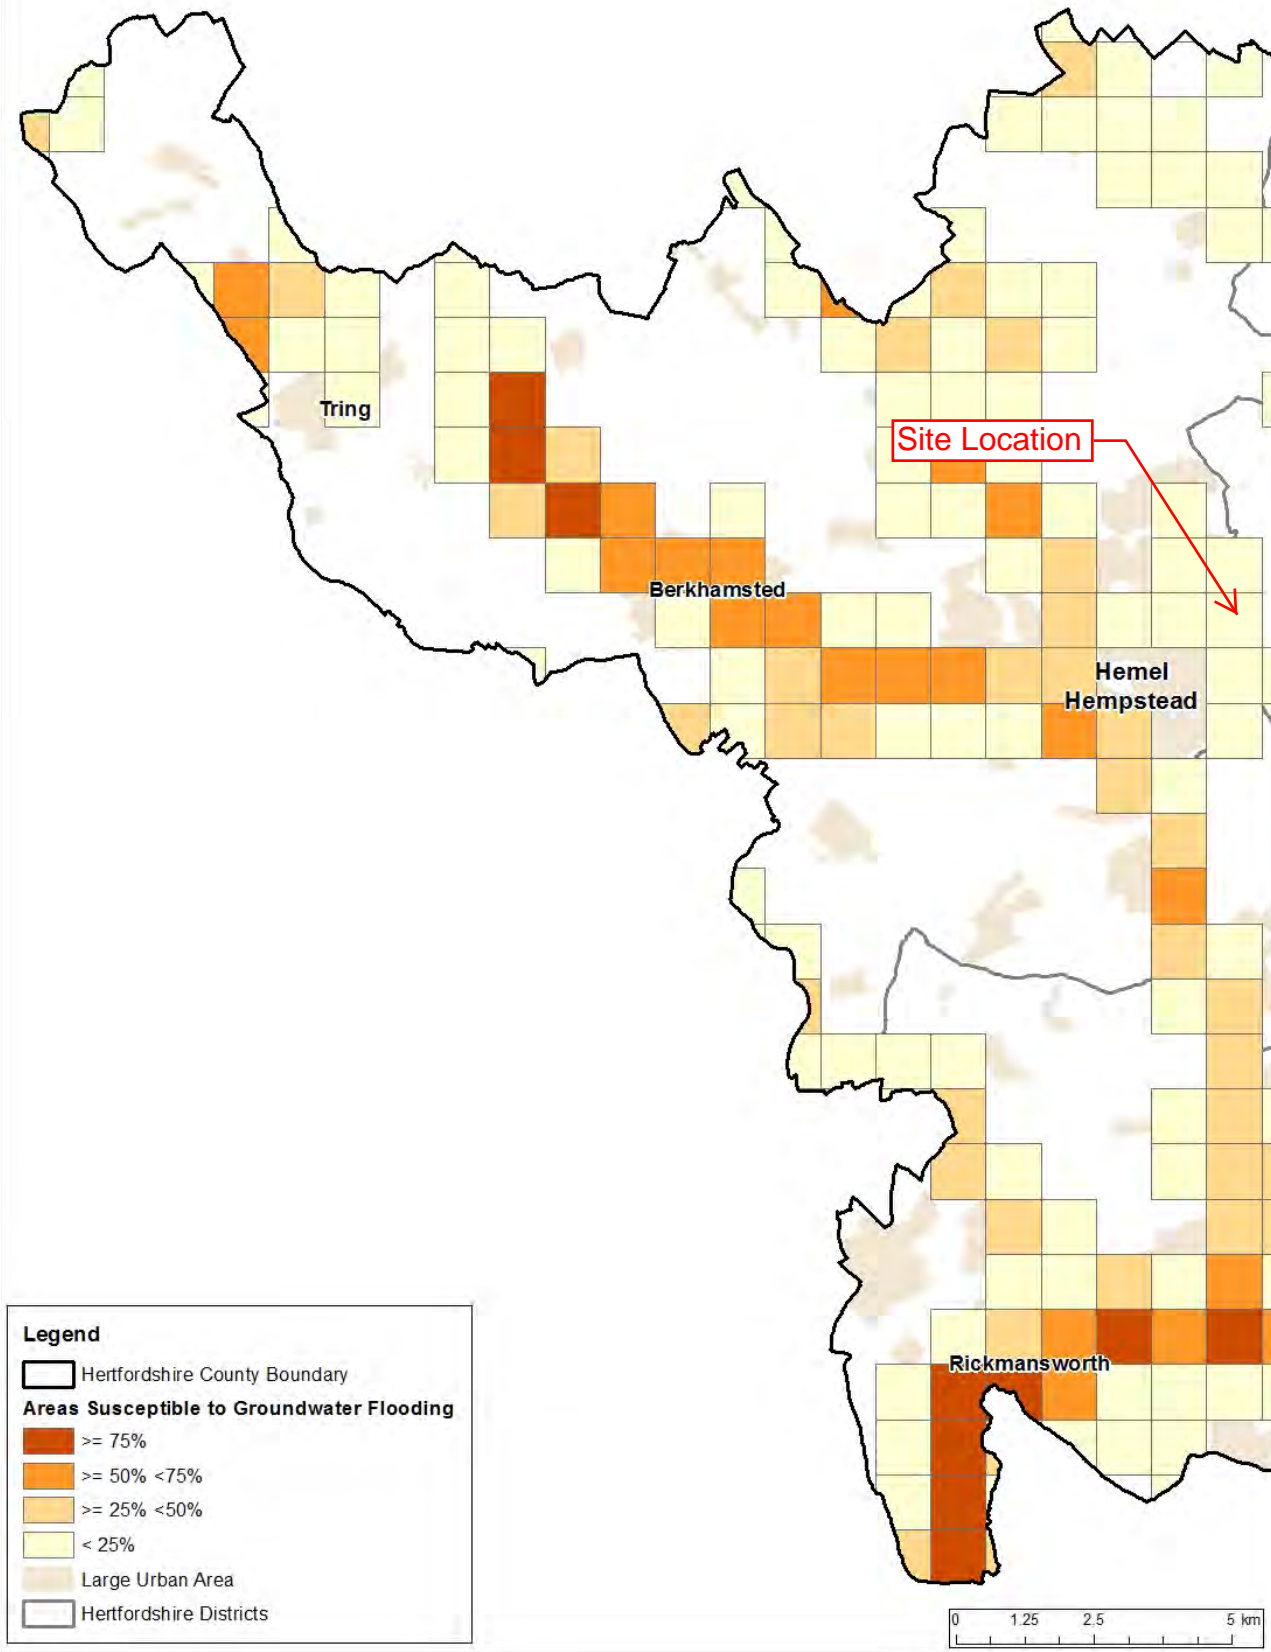 Tring
Site Location
Berkhamsted
Hemel
Hempstead
Rickmansworth
Legend
Hertfordshire County Boundary
Areas Susceptible to Groundwater Flooding
>= 75%
>= 50% <75%
>= 25% <50%
< 25%
Large Urban Area
Hertfordshire Districts
0 1.25 2.5 5 km